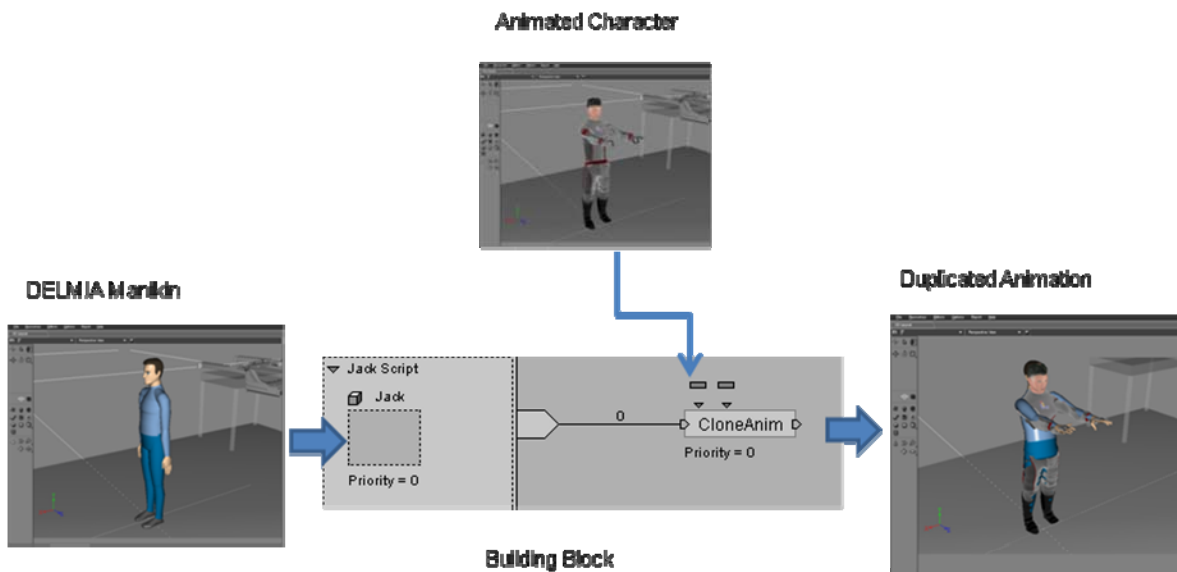 Animated Character
DELMIA Manikin
Duplicated Animation
Jack Script
Jack
Priority = 0
0
CloneAnim
Priority = 0
Building Block